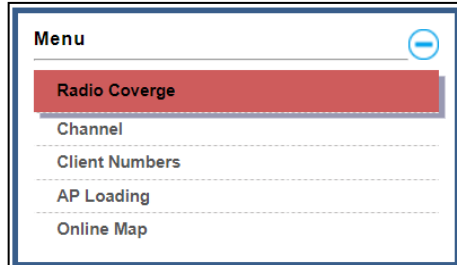 Menu
Radio Coverge
Channel
Client Numbers
AP Loading
Online Map